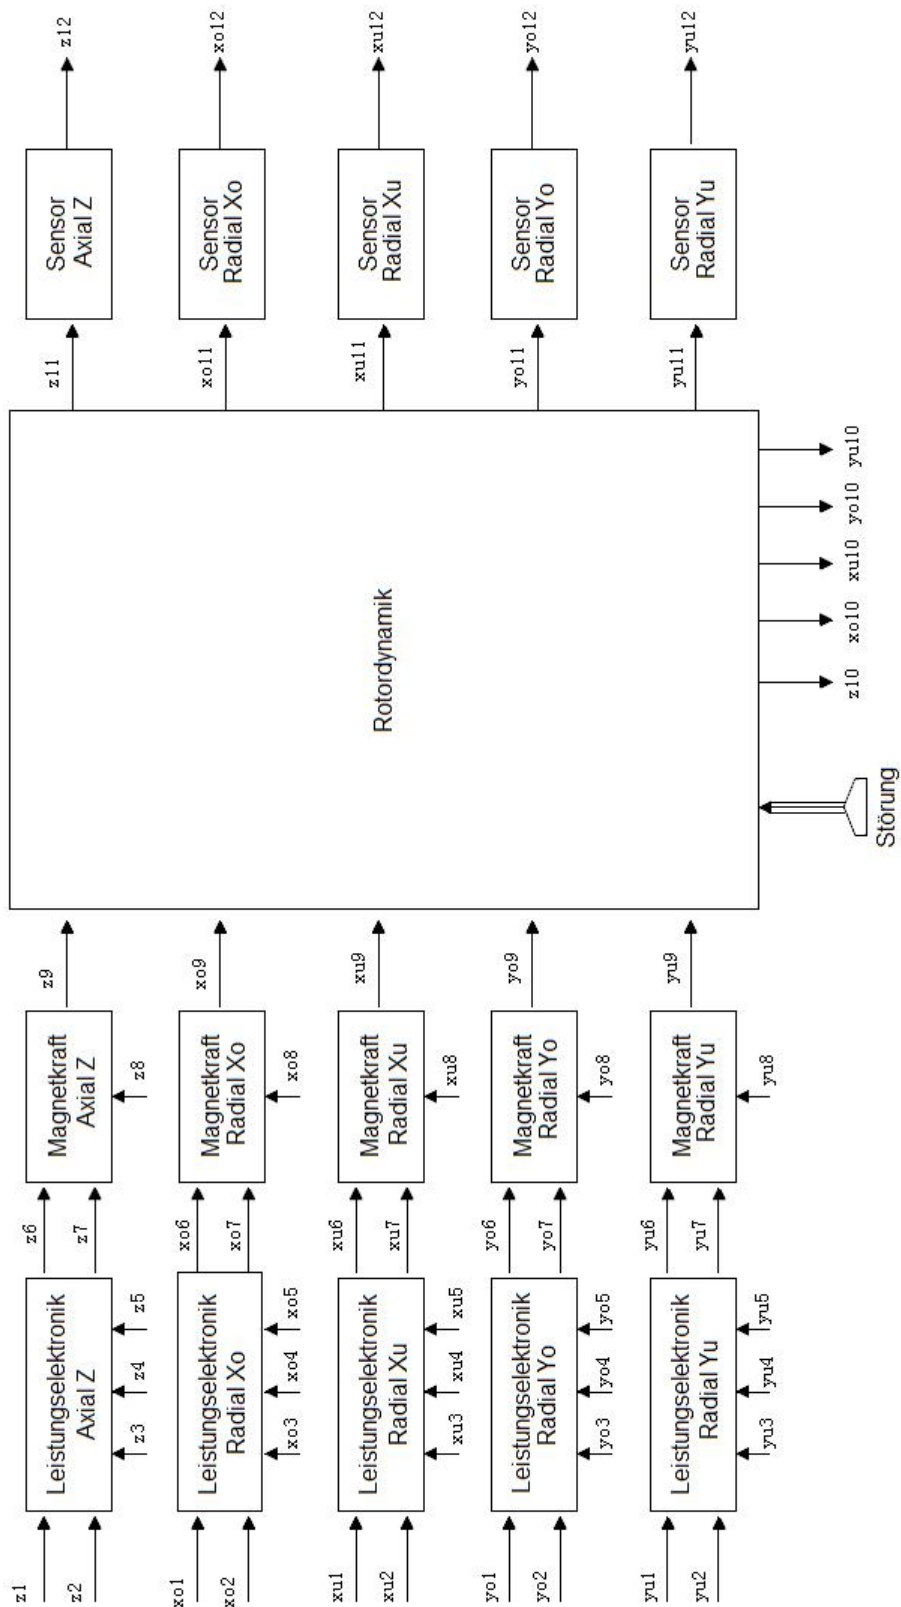 z1
z2
Leistungselektronik
Axial Z
z3
z4
z5
z6
z7
Magnetkraft
Axial Z
z8
z9
z11
Sensor
Axial Z
z12
xo1
xo2
Leistungselektronik
Radial Xo
xo3
xo4
xo5
xo6
xo7
Magnetkraft
Radial Xo
xo8
xo9
xo11
Sensor
Radial Xo
xo12
xu1
xu2
Leistungselektronik
Radial Xu
xu3
xu4
xu5
xu6
xu7
Magnetkraft
Radial Xu
xu8
xu9
Rotordynamik
xu11
Sensor
Radial Xu
xu12
yo1
yo2
Leistungselektronik
Radial Yo
yo3
yo4
yo5
yo6
yo7
Magnetkraft
Radial Yo
yo8
yo9
yo11
Sensor
Radial Yo
yo12
yu1
yu2
Leistungselektronik
Radial Yu
yu3
yu4
yu5
yu6
yu7
Magnetkraft
Radial Yu
yu8
yu9
yu11
Sensor
Radial Yu
yu12
Störung
z10
xo10
xu10
yo10
yu10